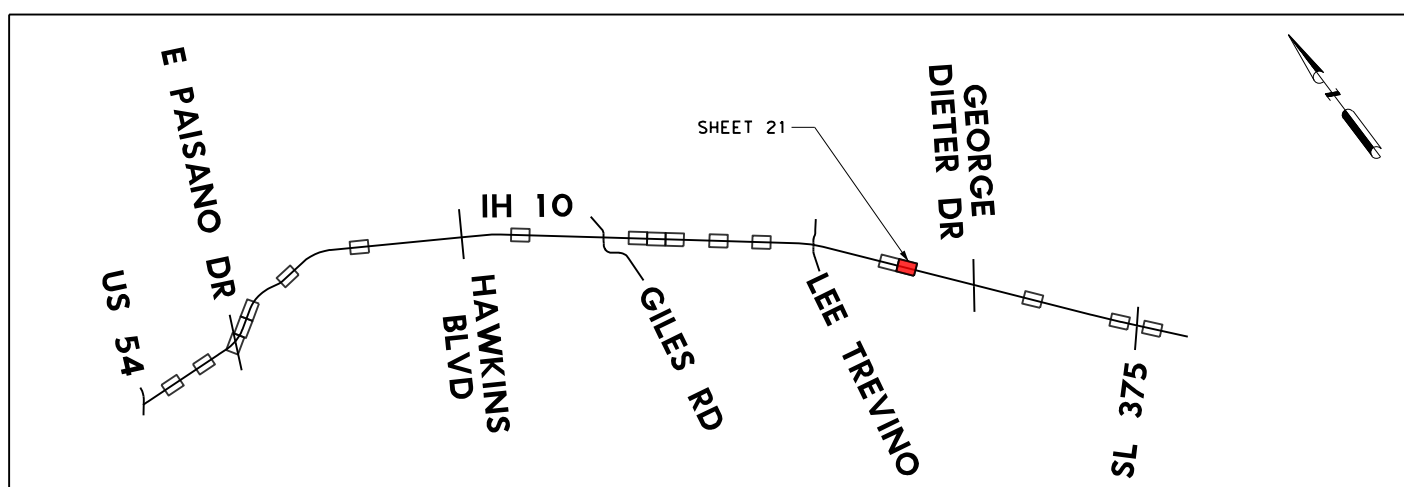 E PAISANO DR
US 54
IH 10
HAWKINS
BLVD
GILES RD
SHEET 21
LEE TREVINO
GEORGE
DIETER DR
SL 375
N